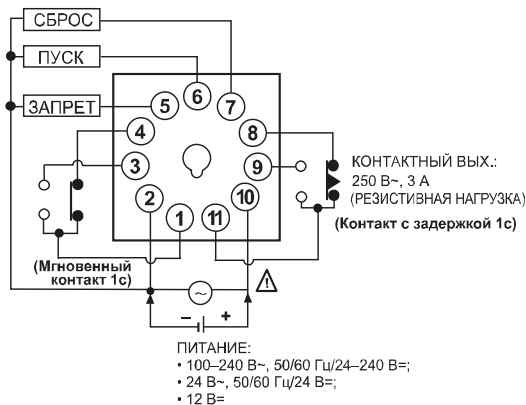 СБРОС
ПУСК
ЗАПРЕТ
6
5
7
4
8
3
9
2
10
1
11
КОНТАКТНЫЙ ВЫХ.:
250 В~, 3 А
(РЕЗИСТИВНАЯ НАГРУЗКА)
(Контакт с задержкой 1с)
(Мгновенный
контакт 1с)
~
!
− +
ПИТАНИЕ:
• 100–240 В~, 50/60 Гц/24–240 В=;
• 24 В~, 50/60 Гц/24 В=;
• 12 В=